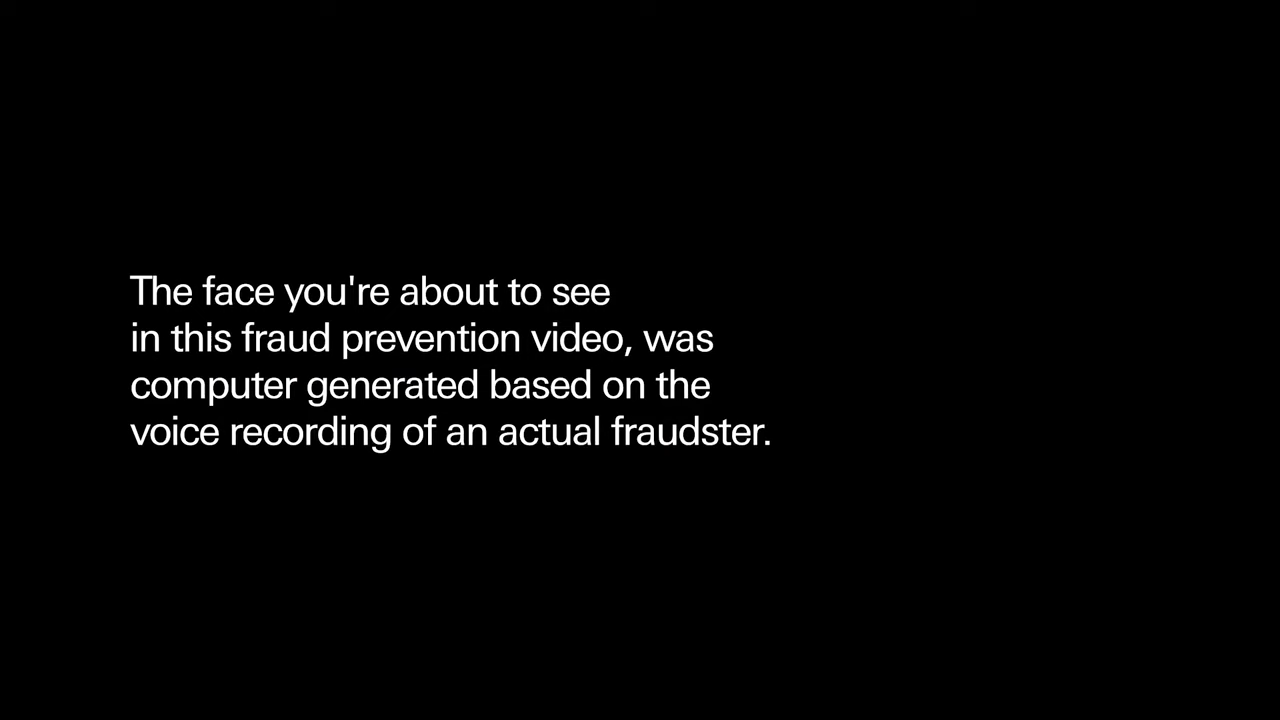 The face you're about to see
in this fraud prevention video, was
computer generated based on the
voice recording of an actual fraudster.